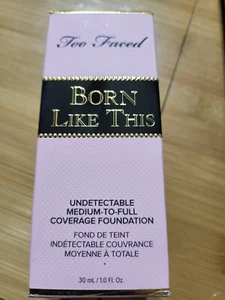 Too Faced
BORN
LIKE THIS
UNDETECTABLE
MEDIUM-TO-FULL
COVERAGE FOUNDATION
FOND DE TEINT
INDÉTECTABLE COUVRANCE
MOYENNE À TOTALE
30 mL/1.0 Fl. Oz.